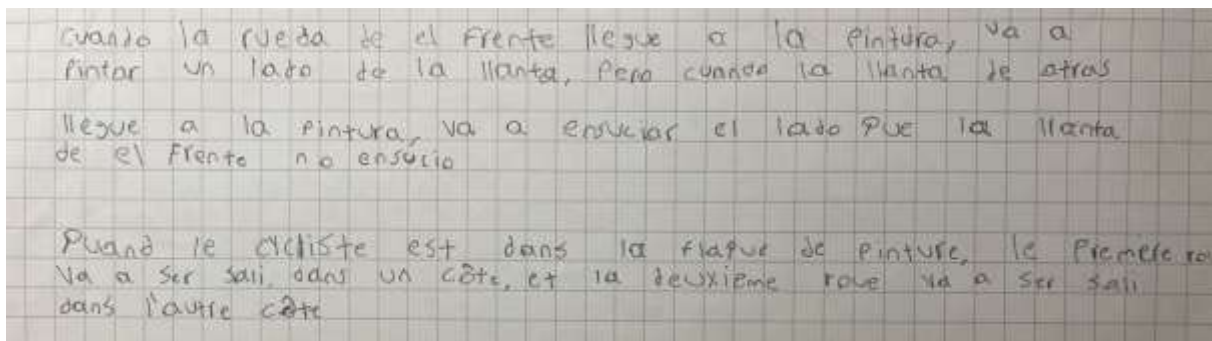 cuando la rueda de el frente llegue a la pintura, va a
pintar un lado de la llanta, pero cuando la llanta de atras
llegue a la pintura, va a ensuciar el lado que la llanta
de el frente no ensucio
Quand le cycliste est dans la flaque de pinture, le premere ro
va a ser sali dans un côte, et la deuxieme roue va a ser sali
dans l'autre côte